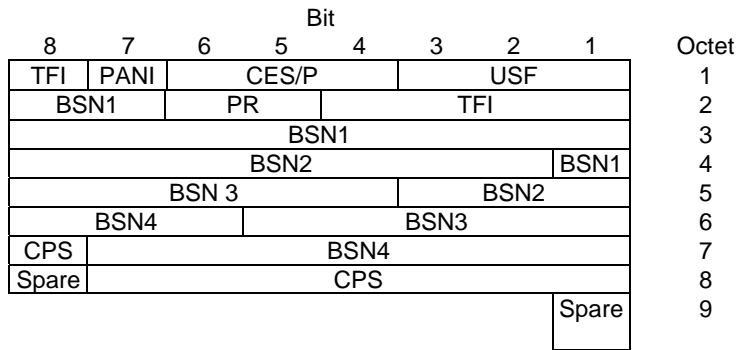 Bit
8 7 6 5 4 3 2 1 Octet
TFI PANI CES/P USF 1
BSN1 PR TFI 2
BSN1 3
BSN2 BSN1 4
BSN 3 BSN2 5
BSN4 BSN3 6
CPS BSN4 7
Spare CPS 8
Spare 9